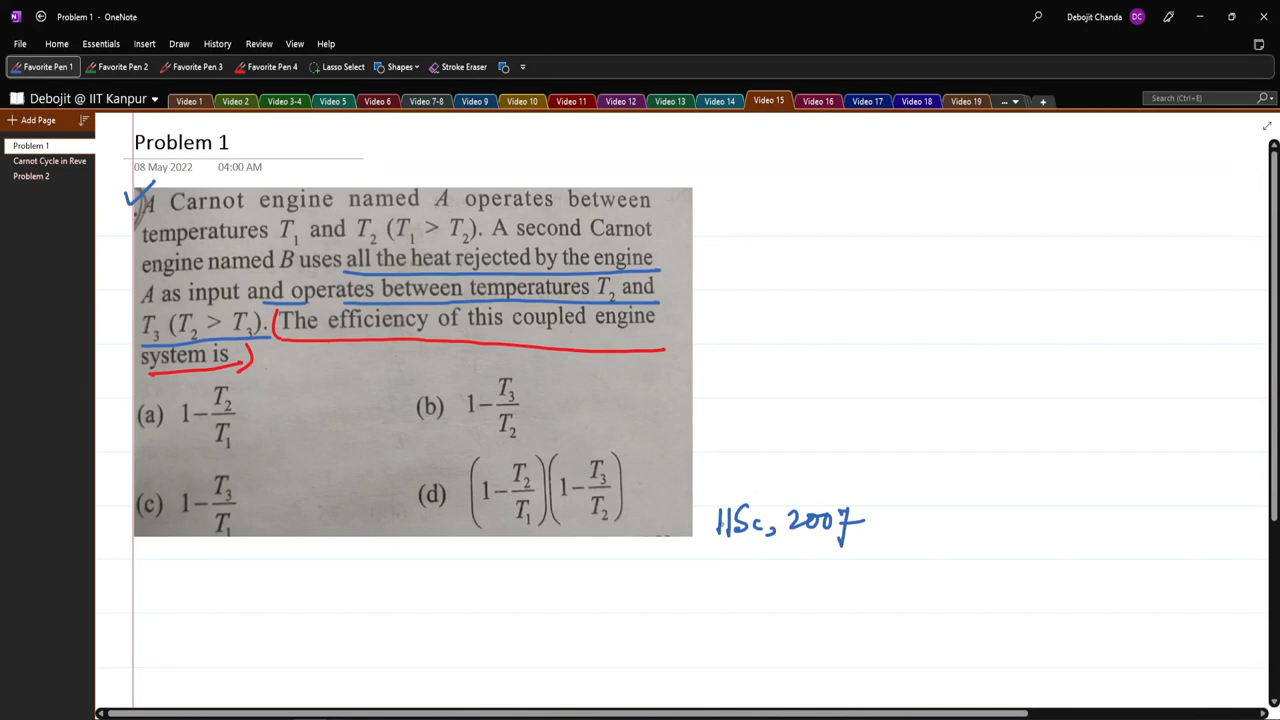 Problem 1 - OneNote
Debojit Chanda DC
File Home Essentials Insert Draw History Review View Help
Favorite Pen 1 Favorite Pen 2 Favorite Pen 3 Favorite Pen 4 Lasso Select Shapes Stroke Eraser
Debojit @ IIT Kanpur Video 1 Video 2 Video 3-4 Video 5 Video 6 Video 7-8 Video 9 Video 10 Video 11 Video 12 Video 13 Video 14 Video 15 Video 16 Video 17 Video 18 Video 19 ... + Search (Ctrl+E)
+ Add Page
Problem 1
Carnot Cycle in Reve
Problem 2
Problem 1
08 May 2022 04:00 AM
A Carnot engine named A operates between
temperatures T₁ and T₂ (T₁ > T₂). A second Carnot
engine named B uses all the heat rejected by the engine
A as input and operates between temperatures T₂ and
T₃ (T₂ > T₃). The efficiency of this coupled engine
system is
(a) 1−T₂/T₁ (b) 1−T₃/T₂
(c) 1−T₃/T₁ (d) (1−T₂/T₁)(1−T₃/T₂)
IISc, 2007